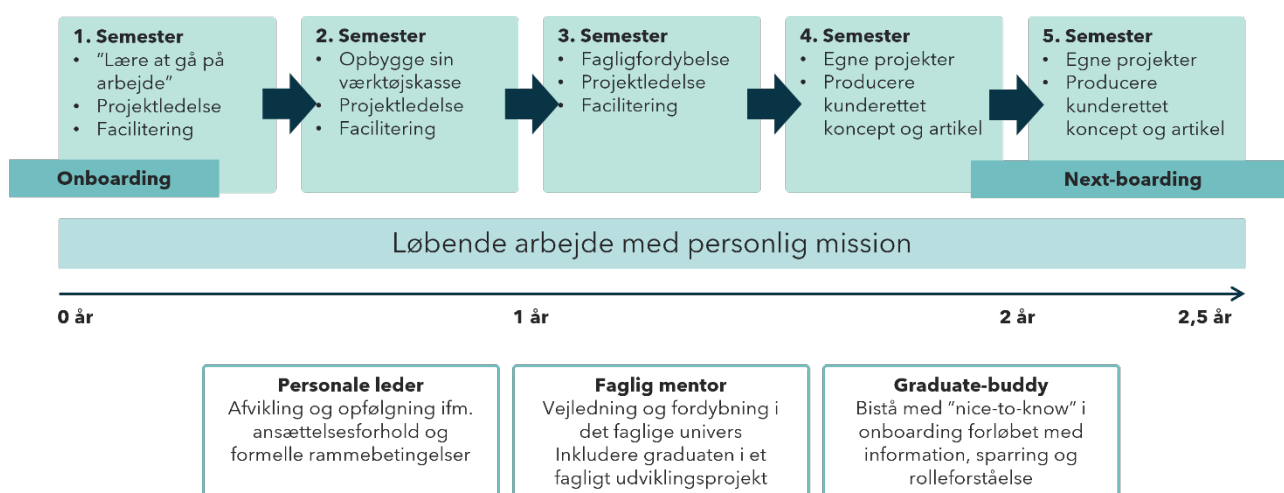 1. Semester
• "Lære at gå på
arbejde"
• Projektledelse
• Facilitering
2. Semester
• Opbygge sin
værktøjskasse
• Projektledelse
• Facilitering
3. Semester
• Fagligfordybelse
• Projektledelse
• Facilitering
4. Semester
• Egne projekter
• Producere
kunderettet
koncept og artikel
5. Semester
• Egne projekter
• Producere
kunderettet
koncept og artikel
Onboarding
Next-boarding
Løbende arbejde med personlig mission
0 år
1 år
2 år
2,5 år
Personale leder
Afvikling og opfølgning ifm.
ansættelsesforhold og
formelle rammebetingelser
Faglig mentor
Vejledning og fordybning i
det faglige univers
Inkludere graduaten i et
fagligt udviklingsprojekt
Graduate-buddy
Bistå med "nice-to-know" i
onboarding forløbet med
information, sparring og
rolleforståelse